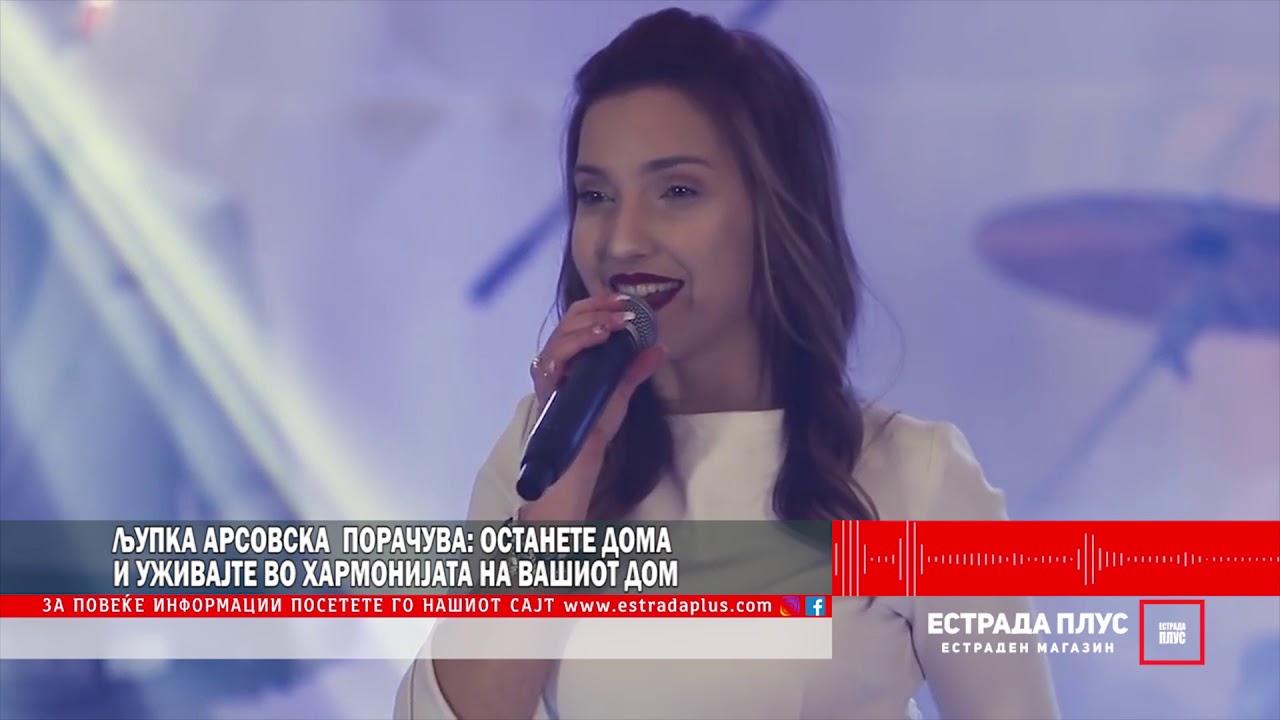 ЉУПКА АРСОВСКА ПОРАЧУВА: ОСТАНЕТЕ ДОМА
И УЖИВАЈТЕ ВО ХАРМОНИЈАТА НА ВАШИОТ ДОМ
ЗА ПОВЕЌЕ ИНФОРМАЦИИ ПОСЕТЕТЕ ГО НАШИОТ САЈТ www.estradaplus.com
ЕСТРАДА ПЛУС
ЕСТРАДЕН МАГАЗИН
ЕСТРАДА
ПЛУС